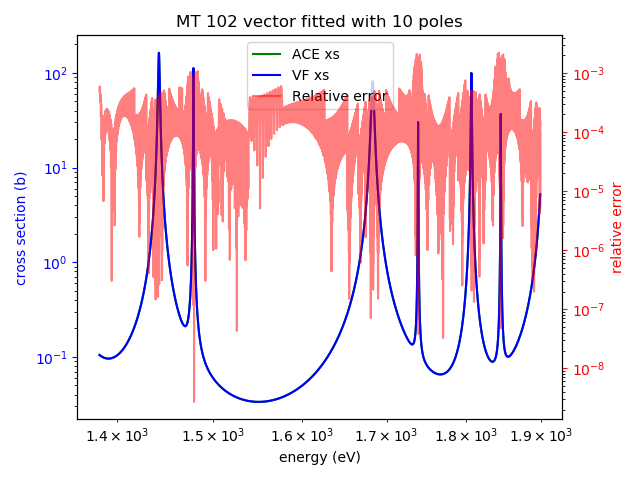 MT 102 vector fitted with 10 poles
ACE xs
VF xs
Relative error
cross section (b)
10²
10¹
10⁰
10⁻¹
10⁻³
10⁻⁴
10⁻⁵
10⁻⁶
10⁻⁷
10⁻⁸
relative error
1.4 × 10³ 1.5 × 10³ 1.6 × 10³ 1.7 × 10³ 1.8 × 10³ 1.9 × 10³
energy (eV)